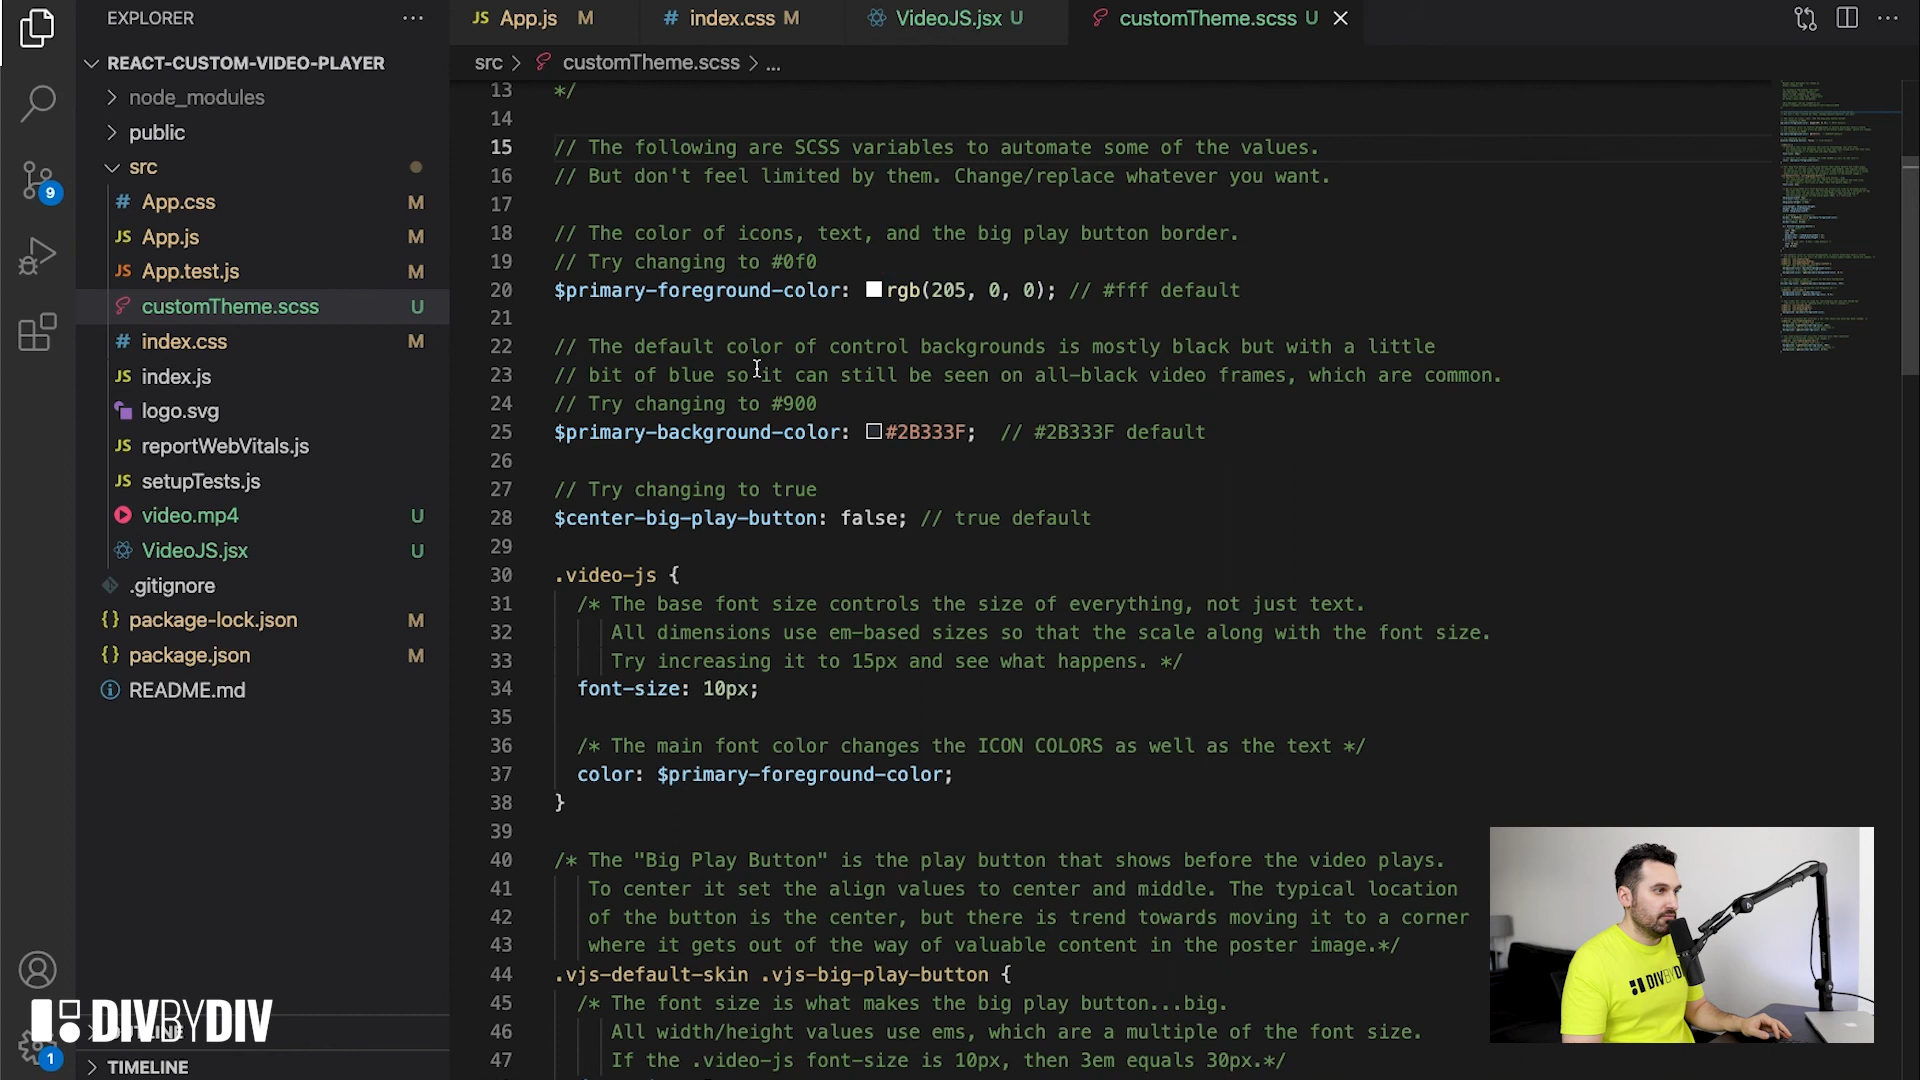 EXPLORER
REACT-CUSTOM-VIDEO-PLAYER
node_modules
public
src
# App.css M
JS App.js M
JS App.test.js M
customTheme.scss U
# index.css M
JS index.js
logo.svg
JS reportWebVitals.js
JS setupTests.js
video.mp4 U
VideoJS.jsx U
.gitignore
{} package-lock.json M
{} package.json M
README.md
OUTLINE
TIMELINE
9
1
DIVBYDIV
JS App.js M
# index.css M
VideoJS.jsx U
customTheme.scss U
src > customTheme.scss > ...
13 */
14
15 // The following are SCSS variables to automate some of the values.
16 // But don't feel limited by them. Change/replace whatever you want.
17
18 // The color of icons, text, and the big play button border.
19 // Try changing to #0f0
20 $primary-foreground-color: rgb(205, 0, 0); // #fff default
21
22 // The default color of control backgrounds is mostly black but with a little
23 // bit of blue so it can still be seen on all-black video frames, which are common.
24 // Try changing to #900
25 $primary-background-color: #2B333F; // #2B333F default
26
27 // Try changing to true
28 $center-big-play-button: false; // true default
29
30 .video-js {
31 /* The base font size controls the size of everything, not just text.
32 All dimensions use em-based sizes so that the scale along with the font size.
33 Try increasing it to 15px and see what happens. */
34 font-size: 10px;
35
36 /* The main font color changes the ICON COLORS as well as the text */
37 color: $primary-foreground-color;
38 }
39
40 /* The "Big Play Button" is the play button that shows before the video plays.
41 To center it set the align values to center and middle. The typical location
42 of the button is the center, but there is trend towards moving it to a corner
43 where it gets out of the way of valuable content in the poster image.*/
44 .vjs-default-skin .vjs-big-play-button {
45 /* The font size is what makes the big play button...big.
46 All width/height values use ems, which are a multiple of the font size.
47 If the .video-js font-size is 10px, then 3em equals 30px.*/
DIVBYD